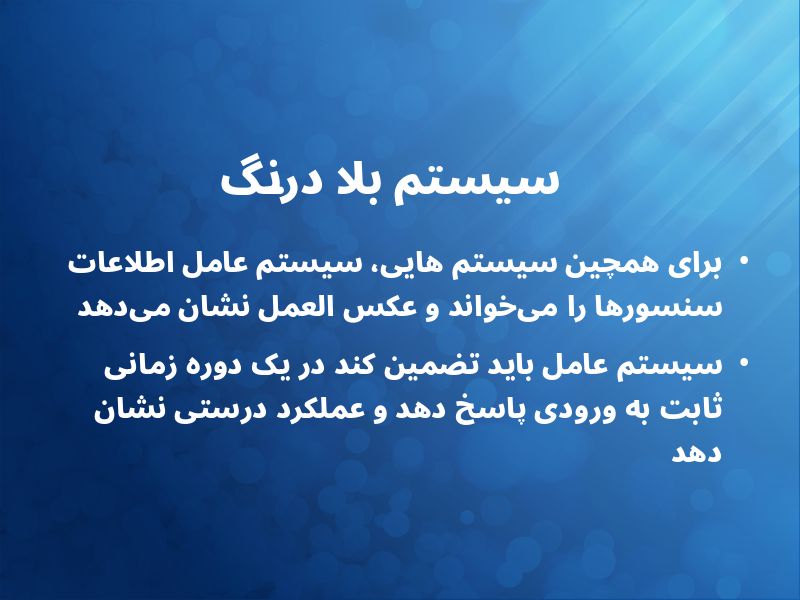 سیستم بلا درنگ
• برای همچین سیستم هایی، سیستم عامل اطلاعات
سنسورها را می‌خواند و عکس العمل نشان می‌دهد
• سیستم عامل باید تضمین کند در یک دوره زمانی
ثابت به ورودی پاسخ دهد و عملکرد درستی نشان
دهد